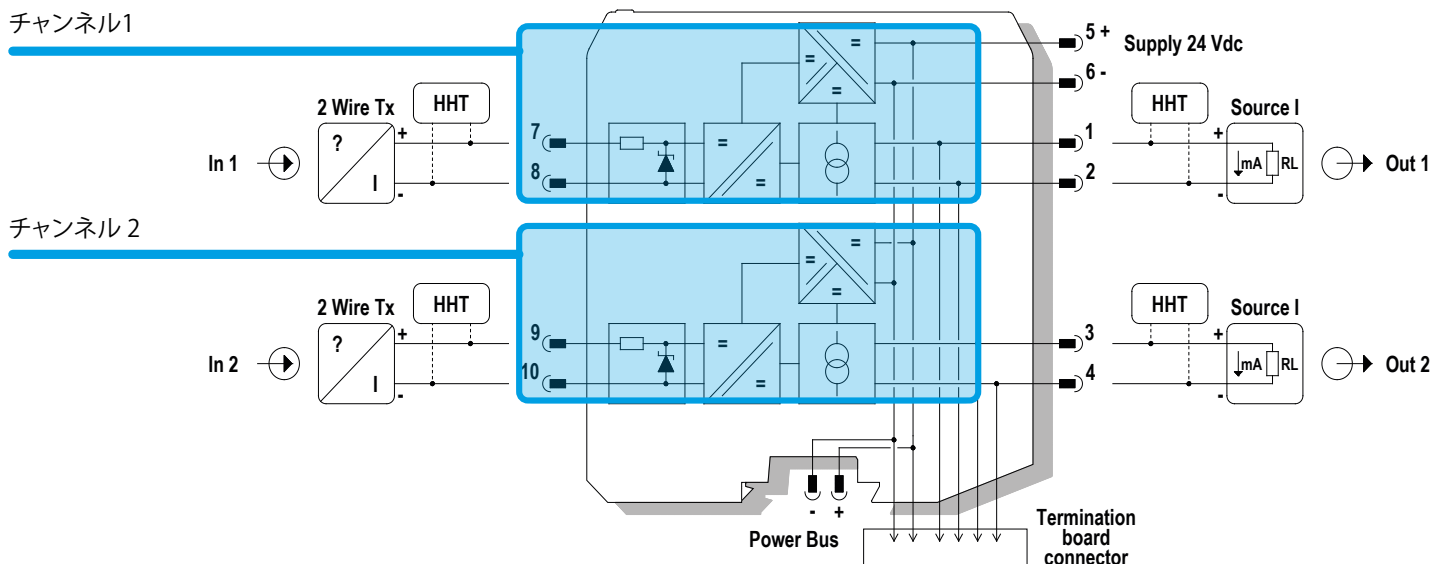 チャンネル1
5 +
Supply 24 Vdc
=
=
=
6 -
2 Wire Tx
HHT
HHT
Source I
In 1
?
I
+
-
7
8
=
=
1
2
+
-
mA
RL
Out 1
チャンネル 2
=
=
=
2 Wire Tx
HHT
HHT
Source I
In 2
?
I
+
-
9
10
=
=
3
4
+
-
mA
RL
Out 2
- +
Power Bus
Termination
board
connector